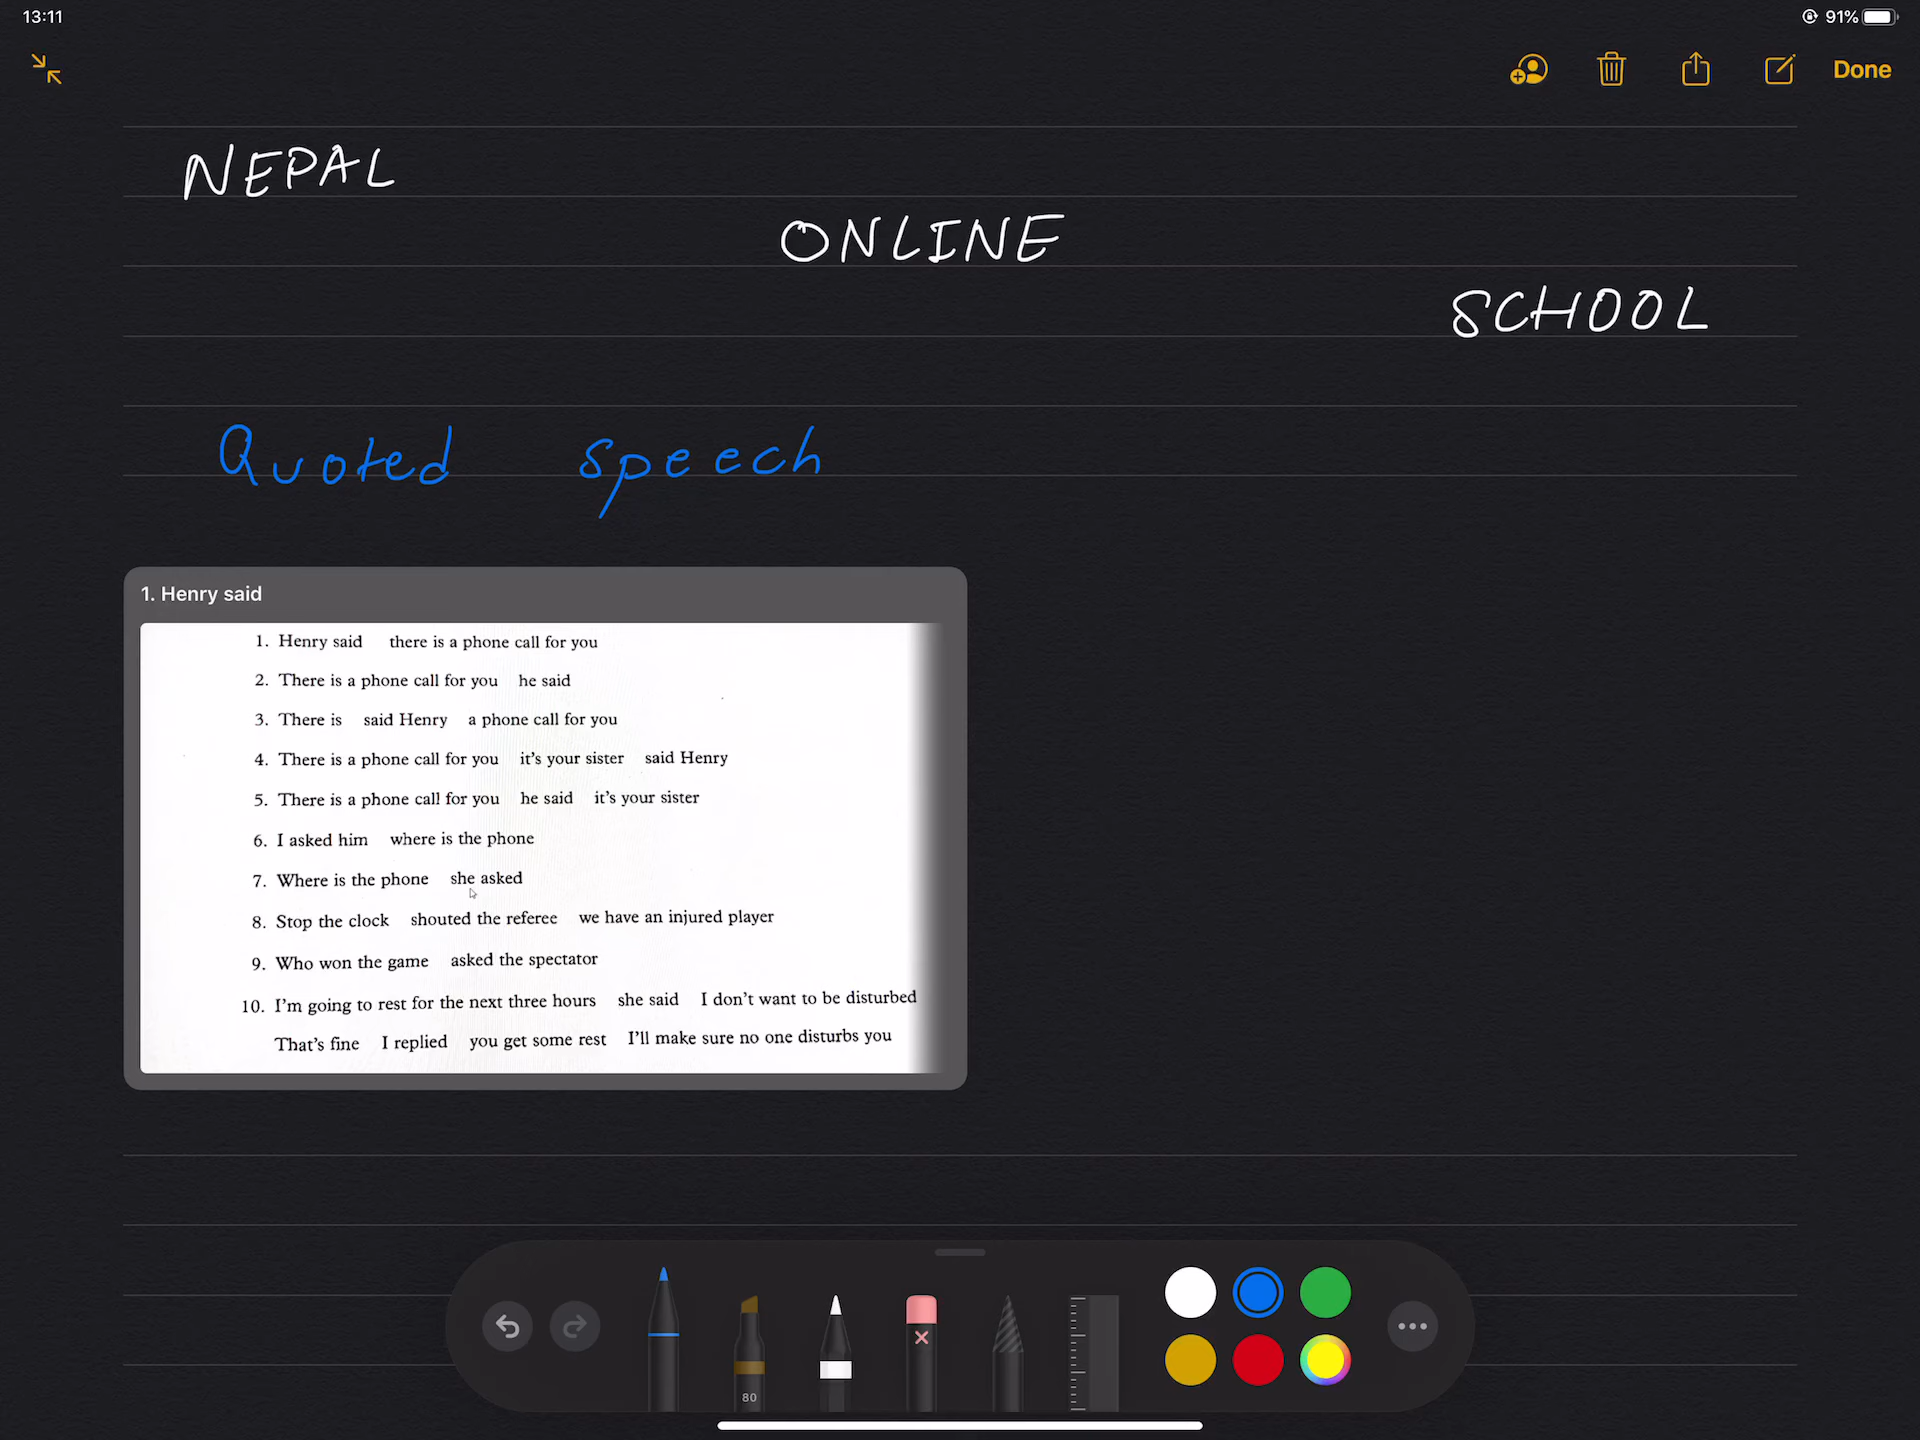 13:11 91%
Done
NEPAL
ONLINE
SCHOOL
Quoted speech
1. Henry said
1. Henry said there is a phone call for you
2. There is a phone call for you he said
3. There is said Henry a phone call for you
4. There is a phone call for you it's your sister said Henry
5. There is a phone call for you he said it's your sister
6. I asked him where is the phone
7. Where is the phone she asked
8. Stop the clock shouted the referee we have an injured player
9. Who won the game asked the spectator
10. I'm going to rest for the next three hours she said I don't want to be disturbed
That's fine I replied you get some rest I'll make sure no one disturbs you
80